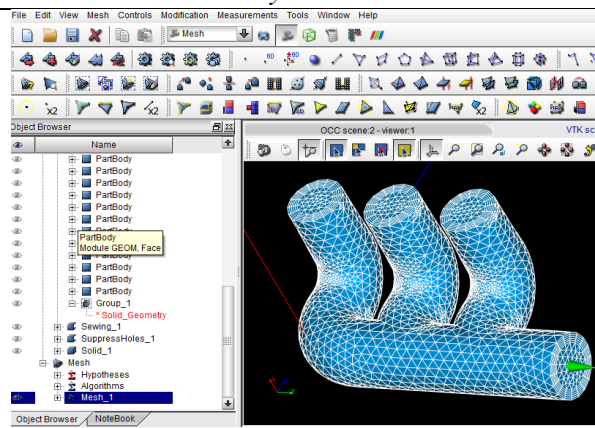 File Edit View Mesh Controls Modification Measurements Tools Window Help
Mesh
Object Browser
OCC scene:2 - viewer:1
VTK sc
Name
PartBody
PartBody
PartBody
PartBody
PartBody
PartBody
PartBody
PartBody
Module GEOM, Face
PartBody
PartBody
PartBody
PartBody
Group_1
* Solid_Geometry
Sewing_1
SuppressHoles_1
Solid_1
Mesh
Hypotheses
Algorithms
Mesh_1
Object Browser
NoteBook